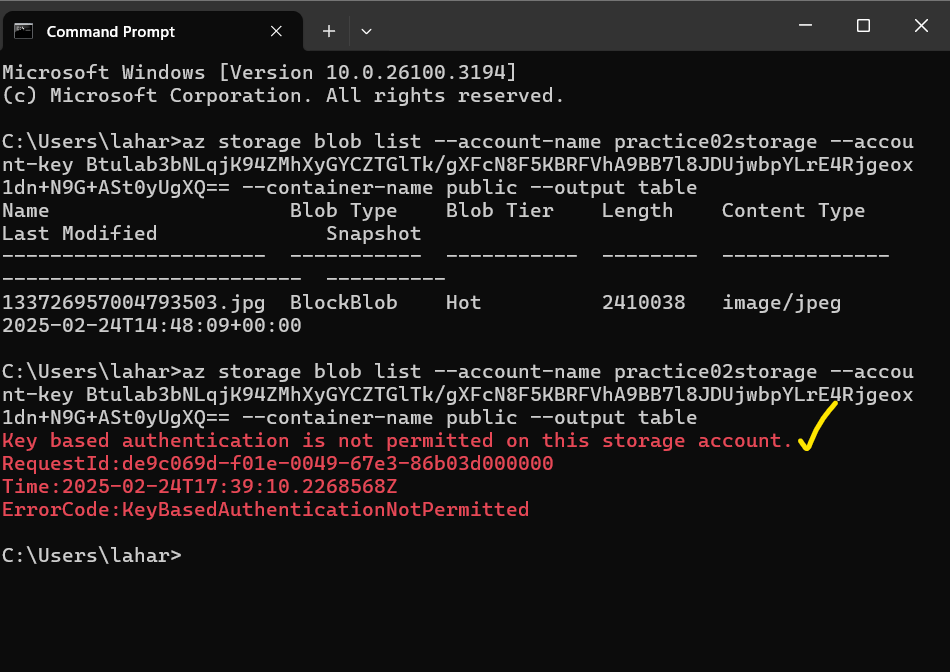 Command Prompt
Microsoft Windows [Version 10.0.26100.3194]
(c) Microsoft Corporation. All rights reserved.
C:\Users\lahar>az storage blob list --account-name practice02storage --accou
nt-key Btulab3bNLqjK94ZMhXyGYCZTGlTk/gXFcN8F5KBRFVhA9BB7l8JDUjwbpYLrE4Rjgeox
1dn+N9G+ASt0yUgXQ== --container-name public --output table
Name                    Blob Type    Blob Tier    Length    Content Type
Last Modified              Snapshot
----------------------  -----------  -----------  --------  --------------
-------------------------  ----------
133726957004793503.jpg  BlockBlob    Hot          2410038   image/jpeg
2025-02-24T14:48:09+00:00
C:\Users\lahar>az storage blob list --account-name practice02storage --accou
nt-key Btulab3bNLqjK94ZMhXyGYCZTGlTk/gXFcN8F5KBRFVhA9BB7l8JDUjwbpYLrE4Rjgeox
1dn+N9G+ASt0yUgXQ== --container-name public --output table
Key based authentication is not permitted on this storage account.
RequestId:de9c069d-f01e-0049-67e3-86b03d000000
Time:2025-02-24T17:39:10.2268568Z
ErrorCode:KeyBasedAuthenticationNotPermitted
C:\Users\lahar>